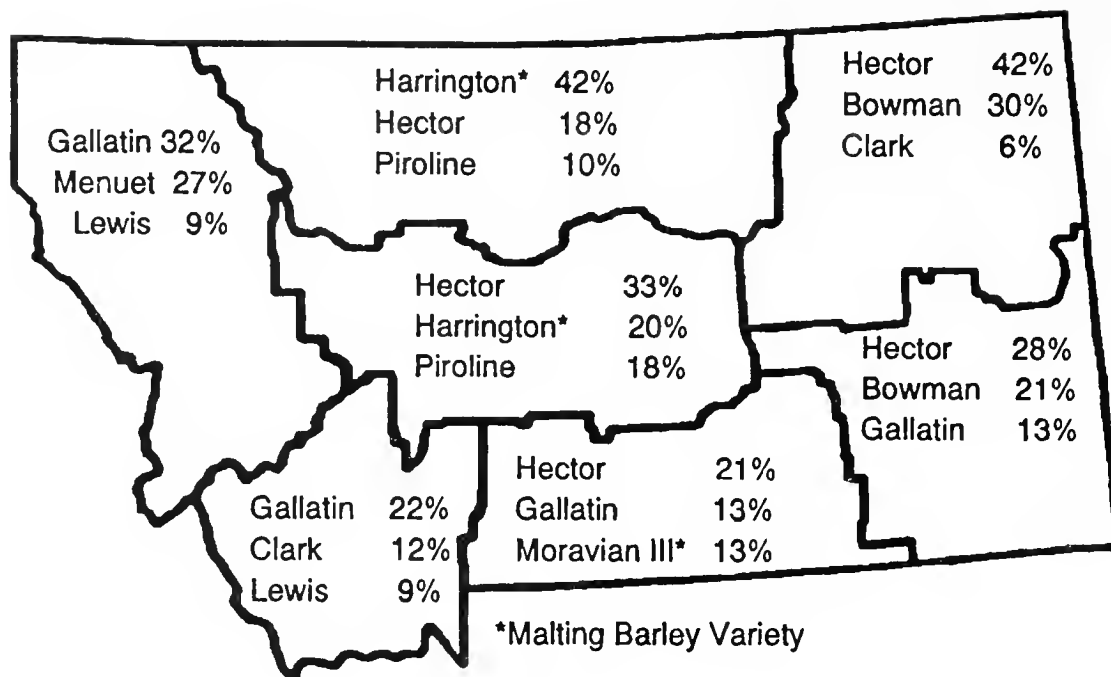 Harrington* 42%
Hector 18%
Piroline 10%
Hector 42%
Bowman 30%
Clark 6%
Gallatin 32%
Menuet 27%
Lewis 9%
Hector 33%
Harrington* 20%
Piroline 18%
Hector 28%
Bowman 21%
Gallatin 13%
Gallatin 22%
Clark 12%
Lewis 9%
Hector 21%
Gallatin 13%
Moravian III* 13%
*Malting Barley Variety